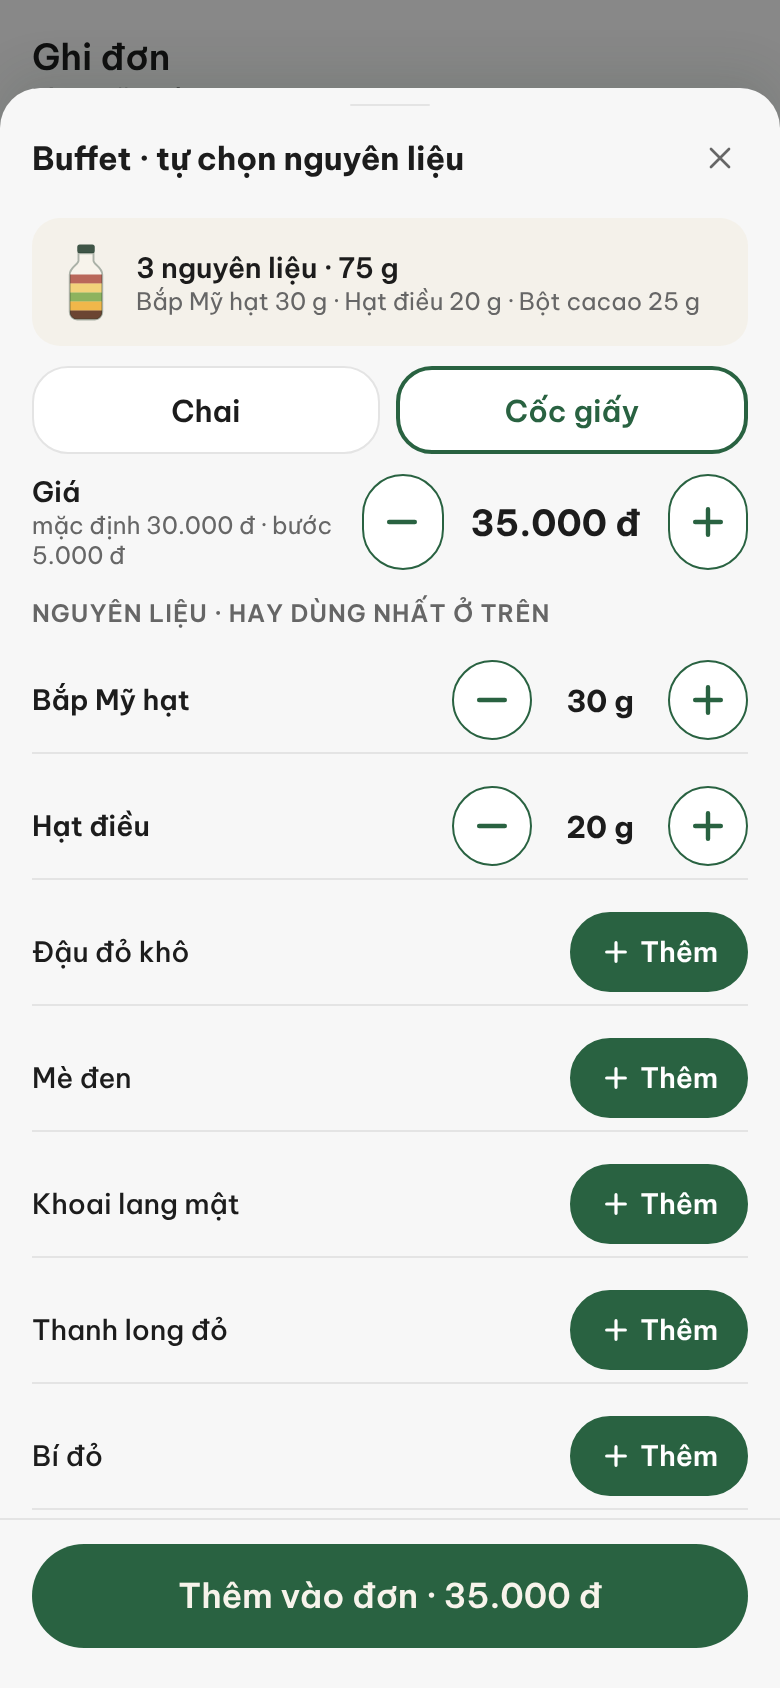 Ghi đơn
Buffet · tự chọn nguyên liệu
3 nguyên liệu · 75 g
Bắp Mỹ hạt 30 g · Hạt điều 20 g · Bột cacao 25 g
Chai
Cốc giấy
Giá
mặc định 30.000 đ · bước
5.000 đ
35.000 đ
NGUYÊN LIỆU · HAY DÙNG NHẤT Ở TRÊN
Bắp Mỹ hạt
30 g
Hạt điều
20 g
Đậu đỏ khô
+ Thêm
Mè đen
+ Thêm
Khoai lang mật
+ Thêm
Thanh long đỏ
+ Thêm
Bí đỏ
+ Thêm
Thêm vào đơn · 35.000 đ